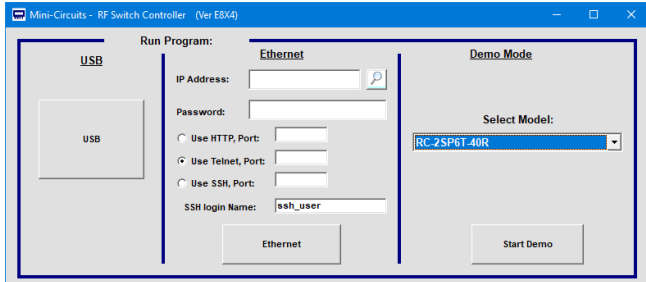 Mini-Circuits - RF Switch Controller (Ver E8X4)
Run Program:
USB
USB
Ethernet
IP Address:
Password:
Use HTTP, Port:
Use Telnet, Port:
Use SSH, Port:
SSH login Name: ssh_user
Ethernet
Demo Mode
Select Model:
RC-2SP6T-40R
Start Demo